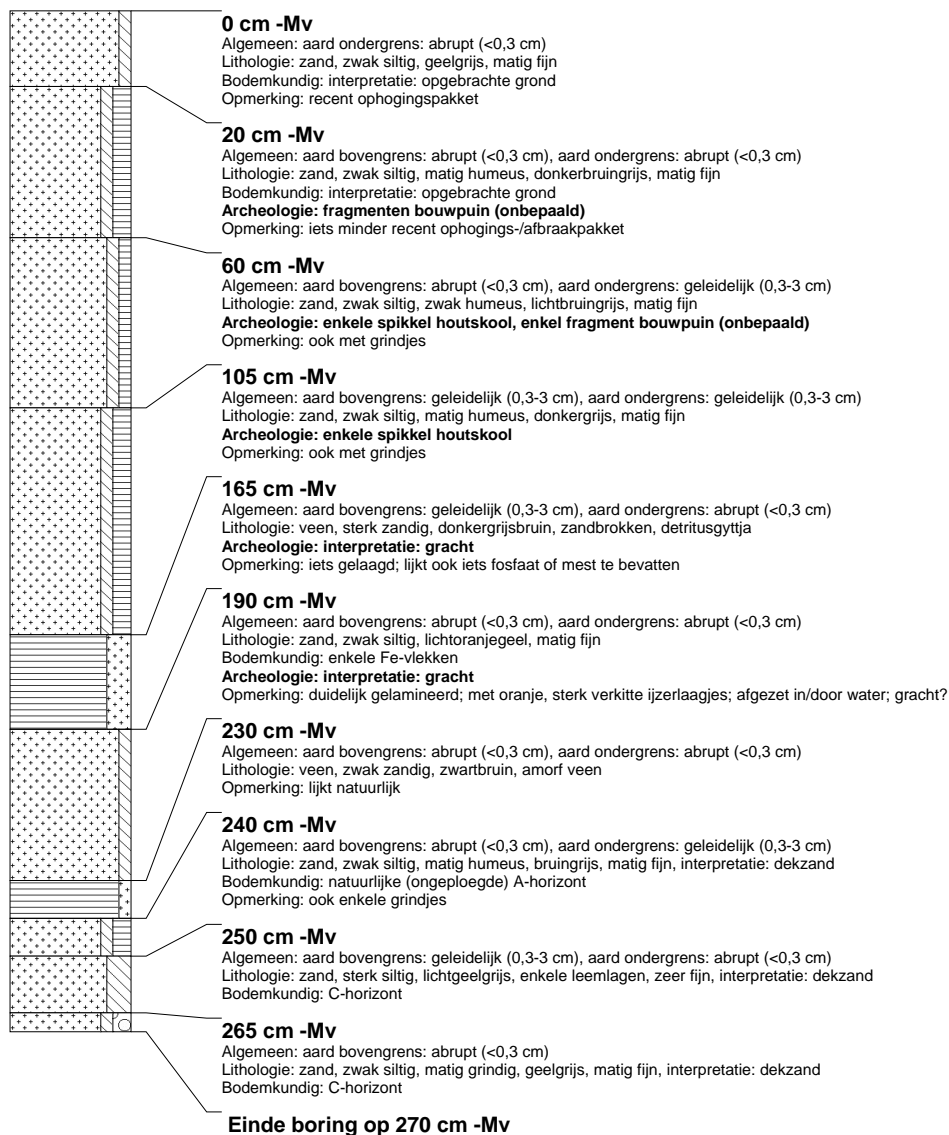 0 cm -Mv
Algemeen: aard ondergrens: abrupt (<0,3 cm)
Lithologie: zand, zwak siltig, geelgrijs, matig fijn
Bodemkundig: interpretatie: opgebrachte grond
Opmerking: recent ophogingspakket
20 cm -Mv
Algemeen: aard bovengrens: abrupt (<0,3 cm), aard ondergrens: abrupt (<0,3 cm)
Lithologie: zand, zwak siltig, matig humeus, donkerbruingrijs, matig fijn
Bodemkundig: interpretatie: opgebrachte grond
Archeologie: fragmenten bouwpuin (onbepaald)
Opmerking: iets minder recent ophogings-/afbraakpakket
60 cm -Mv
Algemeen: aard bovengrens: abrupt (<0,3 cm), aard ondergrens: geleidelijk (0,3-3 cm)
Lithologie: zand, zwak siltig, zwak humeus, lichtbruingrijs, matig fijn
Archeologie: enkele spikkel houtskool, enkel fragment bouwpuin (onbepaald)
Opmerking: ook met grindjes
105 cm -Mv
Algemeen: aard bovengrens: geleidelijk (0,3-3 cm), aard ondergrens: geleidelijk (0,3-3 cm)
Lithologie: zand, zwak siltig, matig humeus, donkergrijs, matig fijn
Archeologie: enkele spikkel houtskool
Opmerking: ook met grindjes
165 cm -Mv
Algemeen: aard bovengrens: geleidelijk (0,3-3 cm), aard ondergrens: abrupt (<0,3 cm)
Lithologie: veen, sterk zandig, donkergrijsbruin, zandbrokken, detritusgyttja
Archeologie: interpretatie: gracht
Opmerking: iets gelaagd; lijkt ook iets fosfaat of mest te bevatten
190 cm -Mv
Algemeen: aard bovengrens: abrupt (<0,3 cm), aard ondergrens: abrupt (<0,3 cm)
Lithologie: zand, zwak siltig, lichtoranjegeel, matig fijn
Bodemkundig: enkele Fe-vlekken
Archeologie: interpretatie: gracht
Opmerking: duidelijk gelamineerd; met oranje, sterk verkitte ijzerlaagjes; afgezet in/door water; gracht?
230 cm -Mv
Algemeen: aard bovengrens: abrupt (<0,3 cm), aard ondergrens: abrupt (<0,3 cm)
Lithologie: veen, zwak zandig, zwartbruin, amorf veen
Opmerking: lijkt natuurlijk
240 cm -Mv
Algemeen: aard bovengrens: abrupt (<0,3 cm), aard ondergrens: geleidelijk (0,3-3 cm)
Lithologie: zand, zwak siltig, matig humeus, bruingrijs, matig fijn, interpretatie: dekzand
Bodemkundig: natuurlijke (ongeploegde) A-horizont
Opmerking: ook enkele grindjes
250 cm -Mv
Algemeen: aard bovengrens: geleidelijk (0,3-3 cm), aard ondergrens: abrupt (<0,3 cm)
Lithologie: zand, sterk siltig, lichtgeelgrijs, enkele leemlagen, zeer fijn, interpretatie: dekzand
Bodemkundig: C-horizont
265 cm -Mv
Algemeen: aard bovengrens: abrupt (<0,3 cm)
Lithologie: zand, zwak siltig, matig grindig, geelgrijs, matig fijn, interpretatie: dekzand
Bodemkundig: C-horizont
Einde boring op 270 cm -Mv